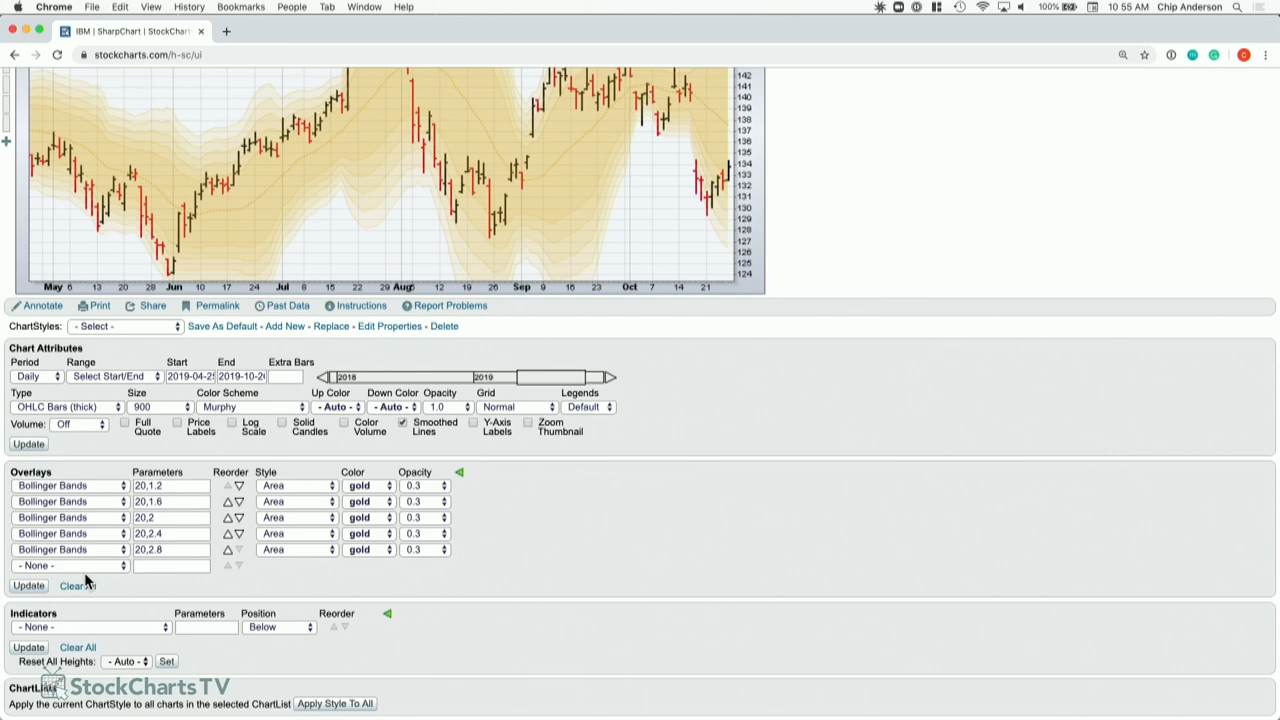 Chrome File Edit View History Bookmarks People Tab Window Help 100% 10:55 AM Chip Anderson
IBM | SharpChart | StockChar
stockcharts.com/h-sc/ui
142
141
140
139
138
137
136
135
134
133
132
131
130
129
128
127
126
125
124
May 6 13 20 28 Jun 10 17 24 Jul 8 15 22 29 Aug 12 19 26 Sep 9 16 23 Oct 7 14 21
Annotate Print Share Permalink Past Data Instructions Report Problems
ChartStyles: - Select - Save As Default - Add New - Replace - Edit Properties - Delete
Chart Attributes
Period Range Start End Extra Bars
Daily Select Start/End 2019-04-2 2019-10-2 2018 2019
Type Size Color Scheme Up Color Down Color Opacity Grid Legends
OHLC Bars (thick) 900 Murphy - Auto - - Auto - 1.0 Normal Default
Volume: Off Full Quote Price Labels Log Scale Solid Candles Color Volume Smoothed Lines Y-Axis Labels Zoom Thumbnail
Update
Overlays Parameters Reorder Style Color Opacity
Bollinger Bands 20,1.2 Area gold 0.3
Bollinger Bands 20,1.6 Area gold 0.3
Bollinger Bands 20,2 Area gold 0.3
Bollinger Bands 20,2.4 Area gold 0.3
Bollinger Bands 20,2.8 Area gold 0.3
- None -
Update Clear All
Indicators Parameters Position Reorder
- None - Below
Update Clear All
Reset All Heights: - Auto - Set
ChartLists
StockChartsTV
Apply the current ChartStyle to all charts in the selected ChartList Apply Style To All